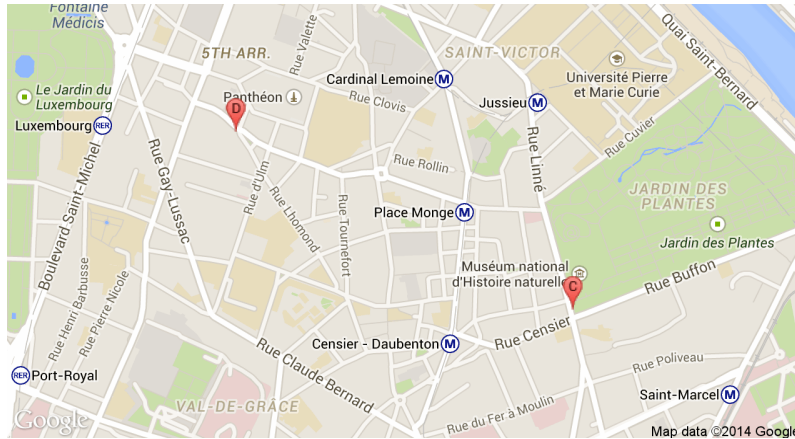 Fontaine
Médicis
5TH ARR.
Rue Valette
SAINT-VICTOR
Quai Saint-Bernard
Cardinal Lemoine M
Université Pierre
et Marie Curie
Le Jardin du
Luxembourg
Panthéon
D
Rue Clovis
Jussieu M
Luxembourg RER
Rue Cuvier
Rue Linné
Rue Rollin
Boulevard Saint-Michel
Rue Gay-Lussac
Rue d'Ulm
Rue Lhomond
Rue Tournefort
JARDIN DES
PLANTES
Place Monge M
Jardin des Plantes
Muséum national
d'Histoire naturelle
C
Rue Buffon
Rue Henri Barbusse
Rue Pierre Nicole
Censier - Daubenton M
Rue Censier
Rue Claude Bernard
Rue Poliveau
RER Port-Royal
Saint-Marcel M
VAL-DE-GRÂCE
Rue du Fer à Moulin
Google
Map data ©2014 Google